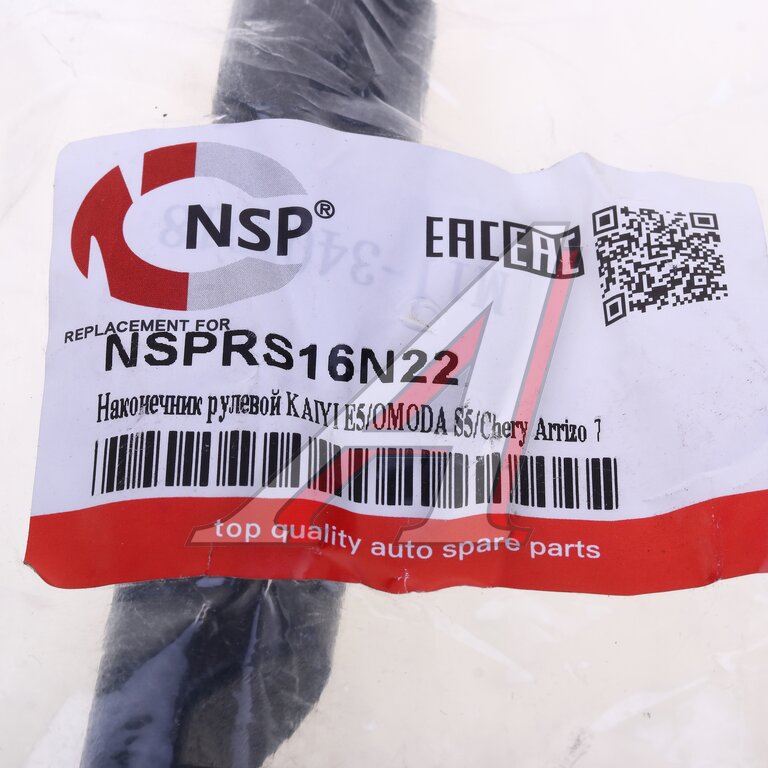 NSP®
EAC EAC
REPLACEMENT FOR
NSPRS16N22
Наконечник рулевой KAIYI E5/OMODA S5/Chery Arrizo 7
top quality auto spare parts